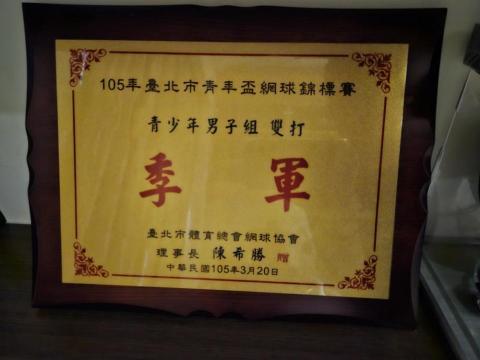 105年臺北市青年盃網球錦標賽
青少年男子組 雙打
季 軍
臺北市體育總會網球協會
理事長 陳希勝 贈
中華民國105年3月20日